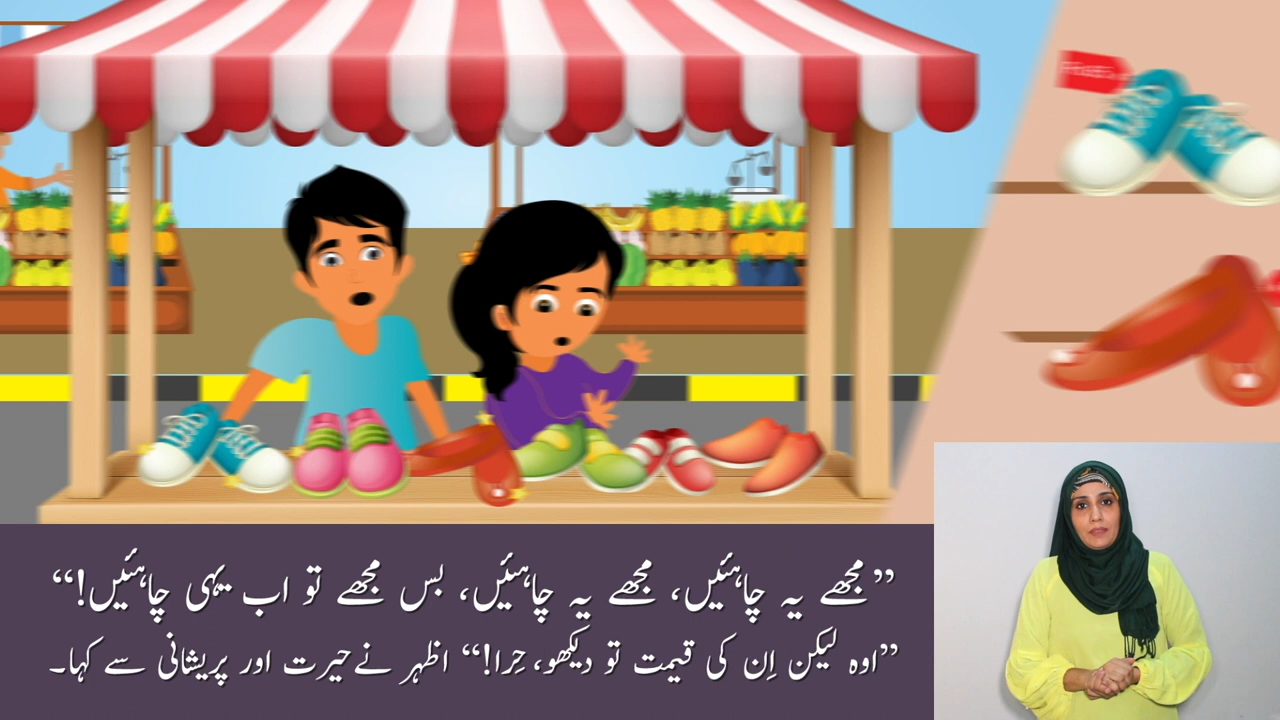 ”مجھے یہ چاہئیں، مجھے یہ چاہئیں، بس مجھے تو اب یہی چاہئیں!“
”اوہ لیکن اِن کی قیمت تو دیکھو، حِرا!“ اظہر نے حیرت اور پریشانی سے کہا۔